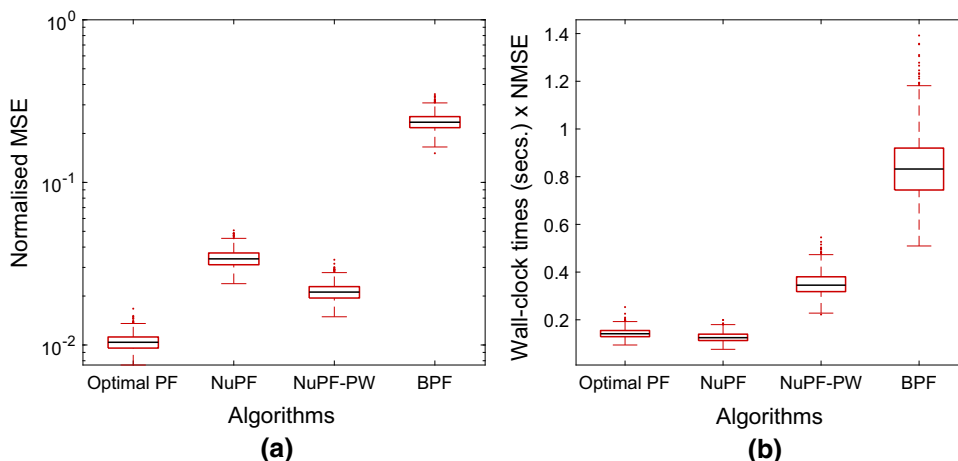 Normalised MSE
10^0
10^-1
10^-2
Optimal PF NuPF NuPF-PW BPF
Algorithms
(a)
Wall-clock times (secs.) x NMSE
1.4
1.2
1
0.8
0.6
0.4
0.2
Optimal PF NuPF NuPF-PW BPF
Algorithms
(b)